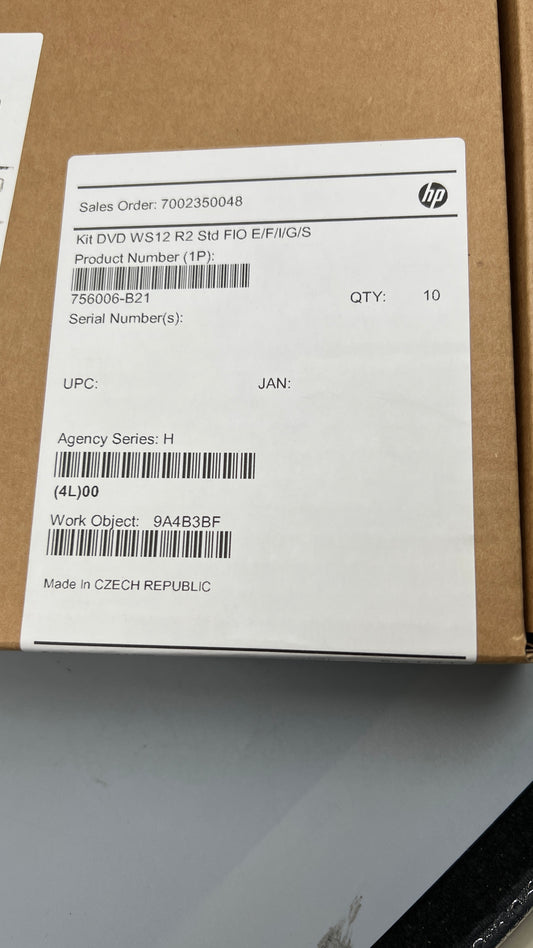 hp
Sales Order: 7002350048
Kit DVD WS12 R2 Std FIO E/F/I/G/S
Product Number (1P):
756006-B21 QTY: 10
Serial Number(s):
UPC: JAN:
Agency Series: H
(4L)00
Work Object: 9A4B3BF
Made In CZECH REPUBLIC